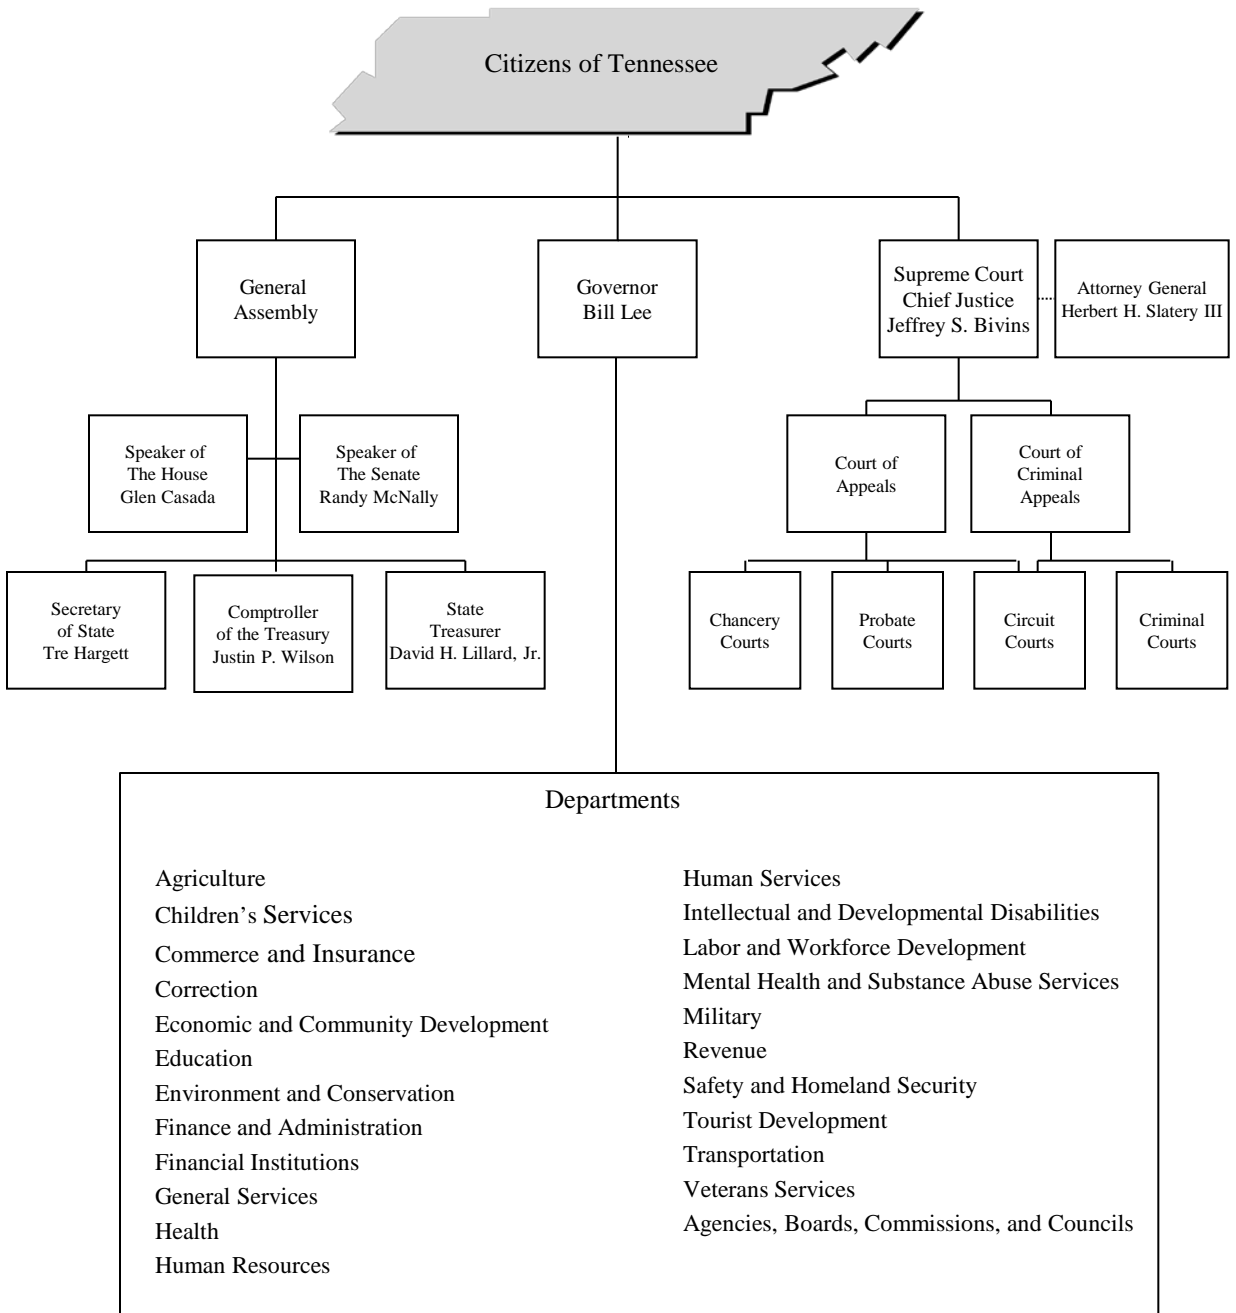 Citizens of Tennessee
General
Assembly
Governor
Bill Lee
Supreme Court
Chief Justice
Jeffrey S. Bivins
Attorney General
Herbert H. Slatery III
Speaker of
The House
Glen Casada
Speaker of
The Senate
Randy McNally
Court of
Appeals
Court of
Criminal
Appeals
Secretary
of State
Tre Hargett
Comptroller
of the Treasury
Justin P. Wilson
State
Treasurer
David H. Lillard, Jr.
Chancery
Courts
Probate
Courts
Circuit
Courts
Criminal
Courts
Departments
Agriculture
Children’s Services
Commerce and Insurance
Correction
Economic and Community Development
Education
Environment and Conservation
Finance and Administration
Financial Institutions
General Services
Health
Human Resources
Human Services
Intellectual and Developmental Disabilities
Labor and Workforce Development
Mental Health and Substance Abuse Services
Military
Revenue
Safety and Homeland Security
Tourist Development
Transportation
Veterans Services
Agencies, Boards, Commissions, and Councils